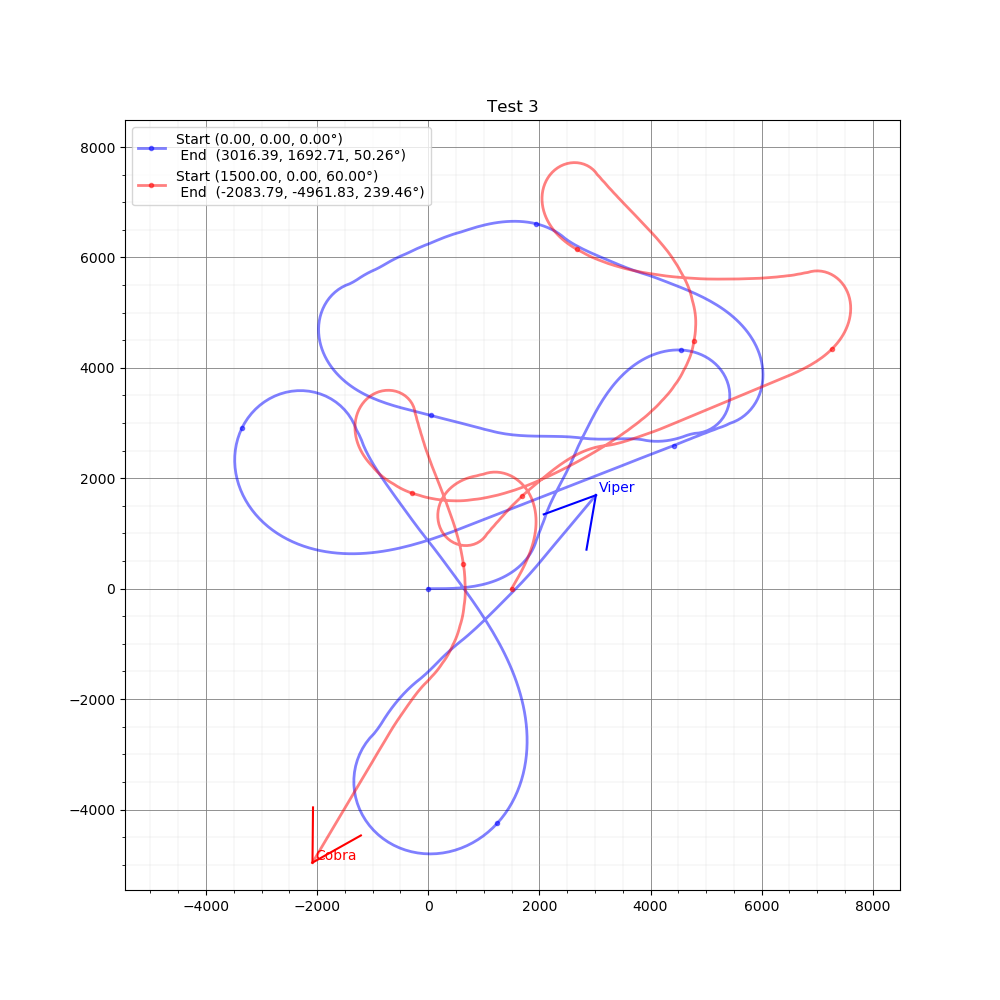 Test 3
Start (0.00, 0.00, 0.00°)
End (3016.39, 1692.71, 50.26°)
Start (1500.00, 0.00, 60.00°)
End (-2083.79, -4961.83, 239.46°)
8000
6000
4000
2000
0
−2000
−4000
Viper
Cobra
−4000 −2000 0 2000 4000 6000 8000